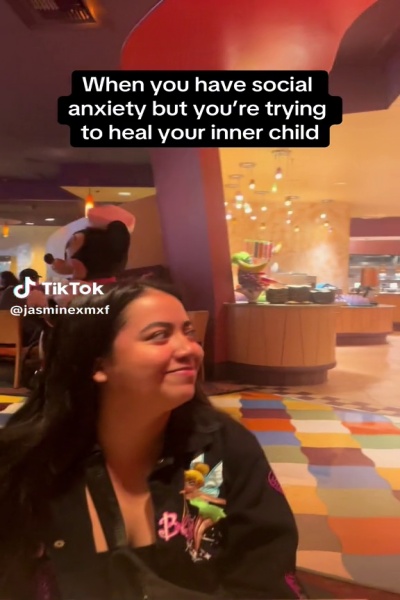 When you have social
anxiety but you're trying
to heal your inner child
TikTok
@jasminexmxf